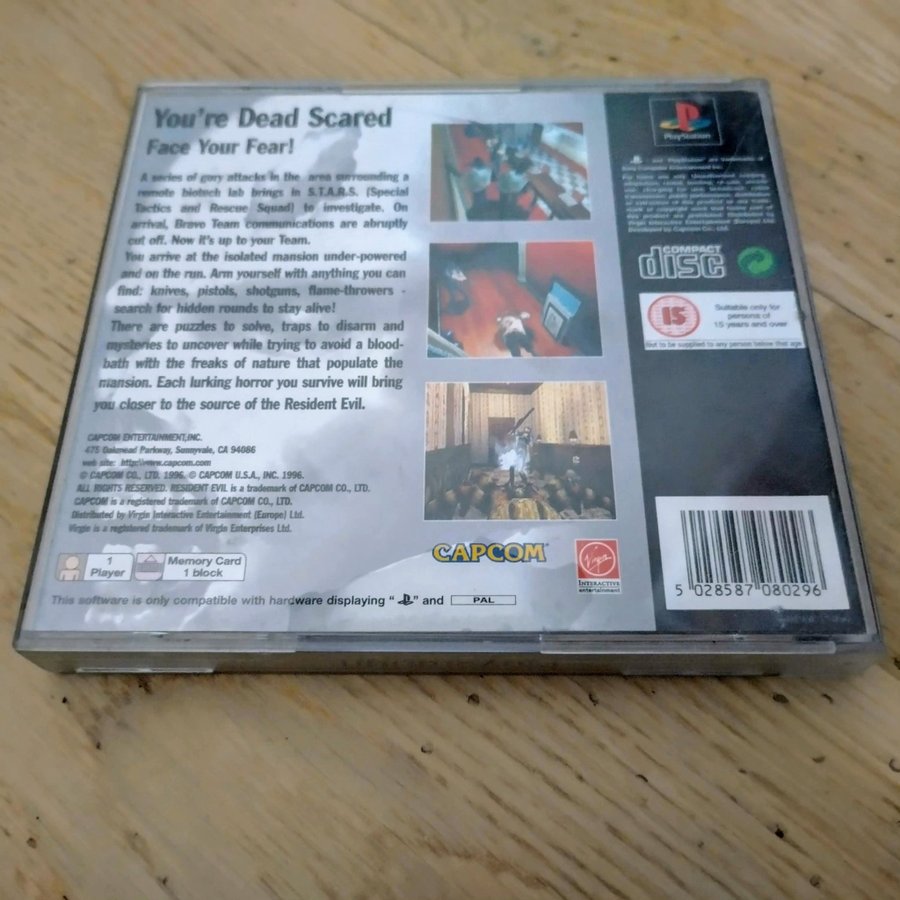 You're Dead Scared
Face Your Fear!
A series of gory attacks in the area surrounding a
remote biotech lab brings in S.T.A.R.S. (Special
Tactics and Rescue Squad) to investigate. On
arrival, Bravo Team communications are abruptly
cut off. Now it's up to your Team.
You arrive at the isolated mansion under-powered
and on the run. Arm yourself with anything you can
find: knives, pistols, shotguns, flame-throwers -
search for hidden rounds to stay alive!
There are puzzles to solve, traps to disarm and
mysteries to uncover while trying to avoid a blood-
bath with the freaks of nature that populate the
mansion. Each lurking horror you survive will bring
you closer to the source of the Resident Evil.
CAPCOM ENTERTAINMENT,INC.
475 Oakmead Parkway, Sunnyvale, CA 94086
web site: http://www.capcom.com
© CAPCOM CO., LTD. 1996. © CAPCOM U.S.A., INC. 1996.
ALL RIGHTS RESERVED. RESIDENT EVIL is a trademark of CAPCOM CO., LTD.
CAPCOM is a registered trademark of CAPCOM CO., LTD.
Distributed by Virgin Interactive Entertainment (Europe) Ltd.
Virgin is a registered trademark of Virgin Enterprises Ltd.
1
Player
Memory Card
1 block
This software is only compatible with hardware displaying " " and PAL
CAPCOM
Virgin
INTERACTIVE
entertainment
PlayStation
and PlayStation are trademarks of
Sony Computer Entertainment Inc.
COMPACT
disc
15
Suitable only for
persons of
15 years and over
Not to be supplied to any person below that age
5 028587 080296